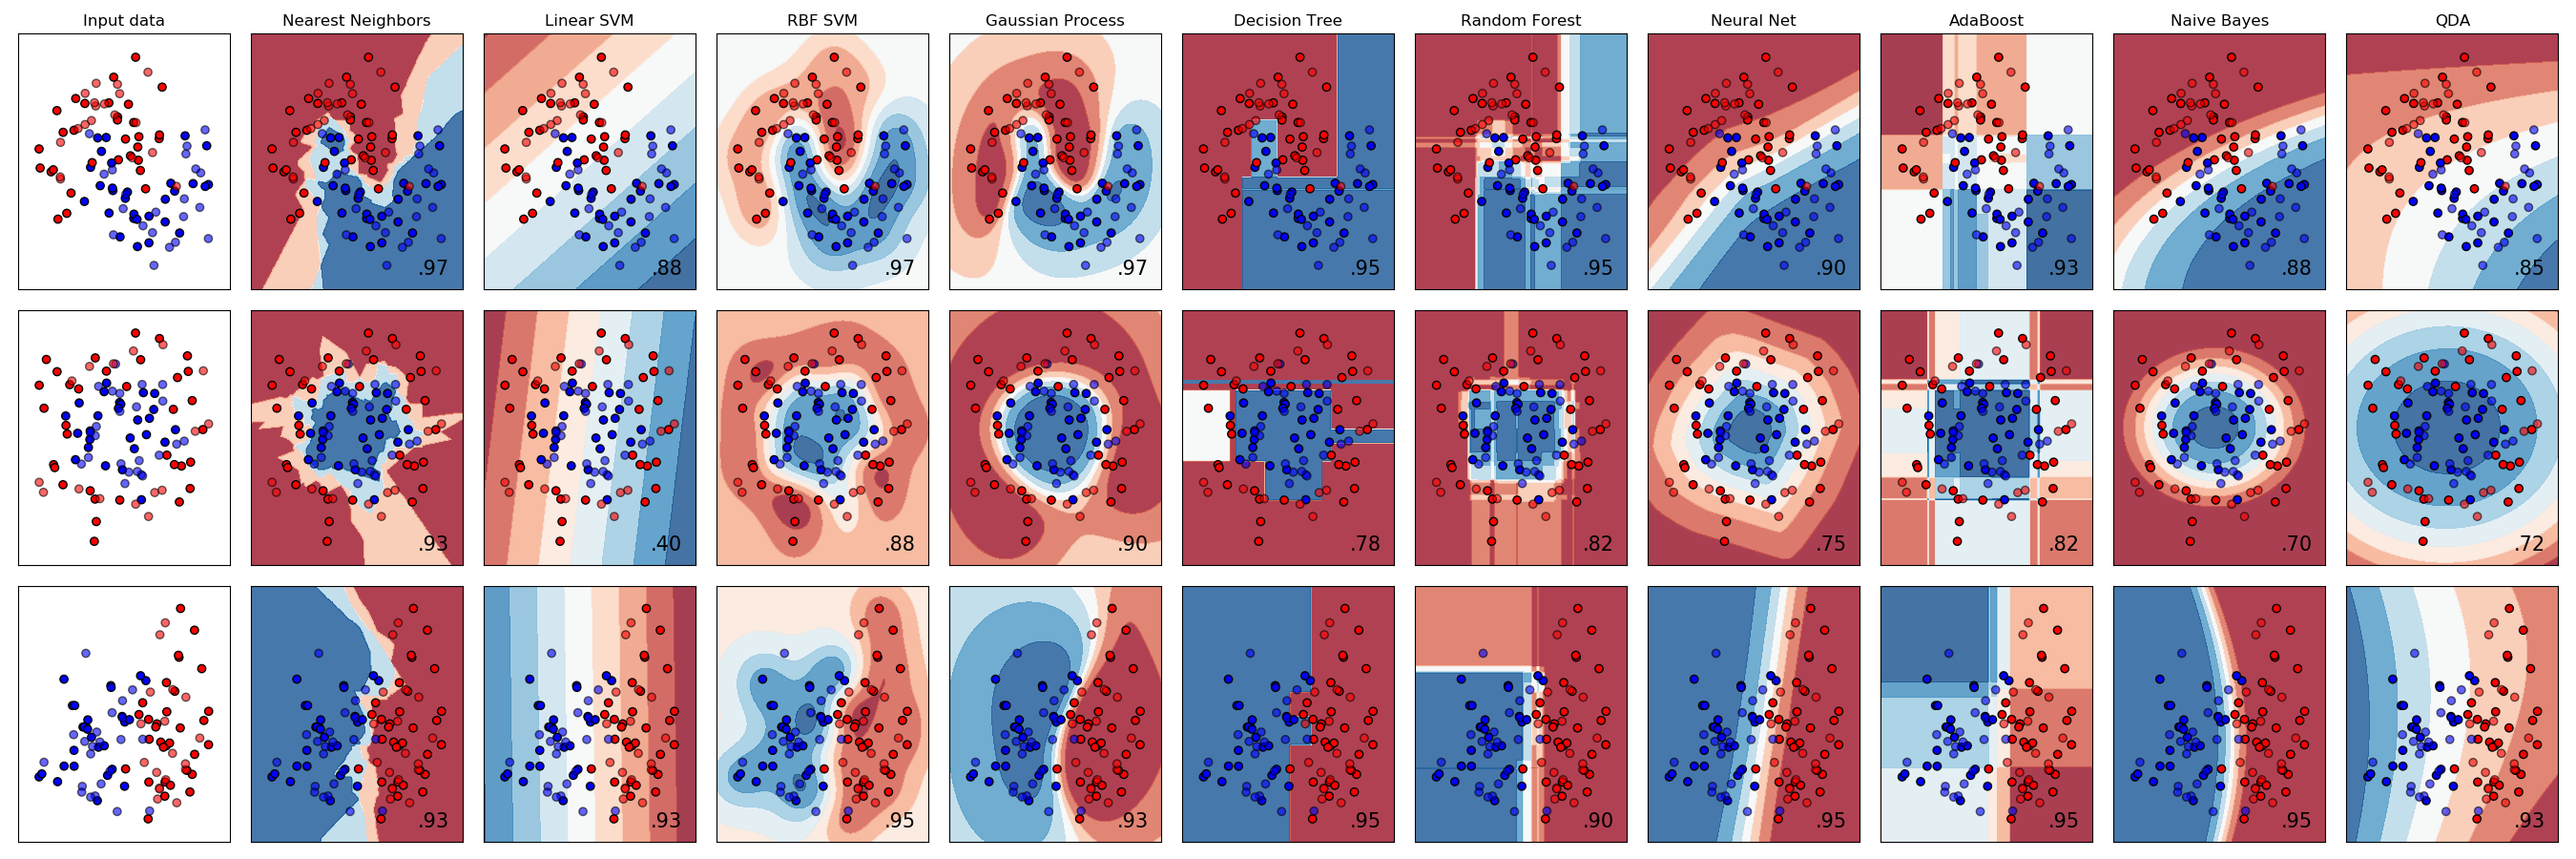 Input data Nearest Neighbors Linear SVM RBF SVM Gaussian Process Decision Tree Random Forest Neural Net AdaBoost Naive Bayes QDA
.97 .88 .97 .97 .95 .95 .90 .93 .88 .85
.93 .40 .88 .90 .78 .82 .75 .82 .70 .72
.93 .93 .95 .93 .95 .90 .95 .95 .95 .93